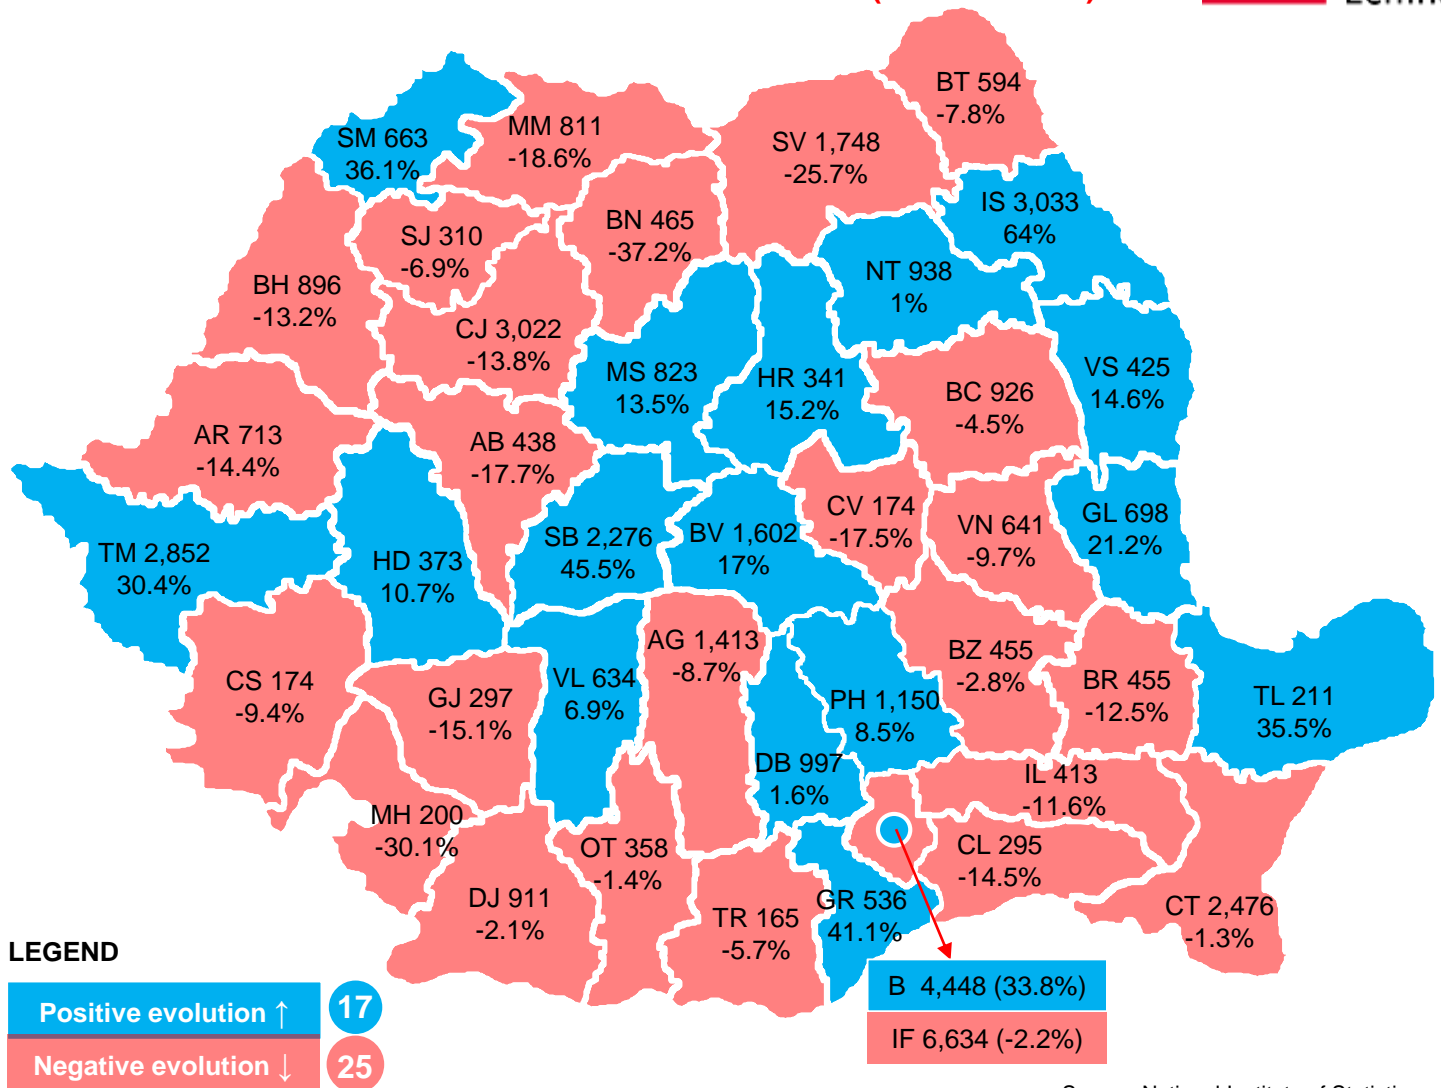 BT 594
-7.8%
SM 663
36.1%
MM 811
-18.6%
SV 1,748
-25.7%
IS 3,033
64%
BN 465
-37.2%
SJ 310
-6.9%
NT 938
1%
BH 896
-13.2%
CJ 3,022
-13.8%
MS 823
13.5%
HR 341
15.2%
VS 425
14.6%
BC 926
-4.5%
AR 713
-14.4%
AB 438
-17.7%
CV 174
-17.5%
VN 641
-9.7%
GL 698
21.2%
TM 2,852
30.4%
HD 373
10.7%
SB 2,276
45.5%
BV 1,602
17%
AG 1,413
-8.7%
BZ 455
-2.8%
BR 455
-12.5%
TL 211
35.5%
CS 174
-9.4%
GJ 297
-15.1%
VL 634
6.9%
PH 1,150
8.5%
DB 997
1.6%
IL 413
-11.6%
MH 200
-30.1%
OT 358
-1.4%
CL 295
-14.5%
DJ 911
-2.1%
TR 165
-5.7%
GR 536
41.1%
CT 2,476
-1.3%
B 4,448 (33.8%)
IF 6,634 (-2.2%)
LEGEND
Positive evolution ↑ 17
Negative evolution ↓ 25